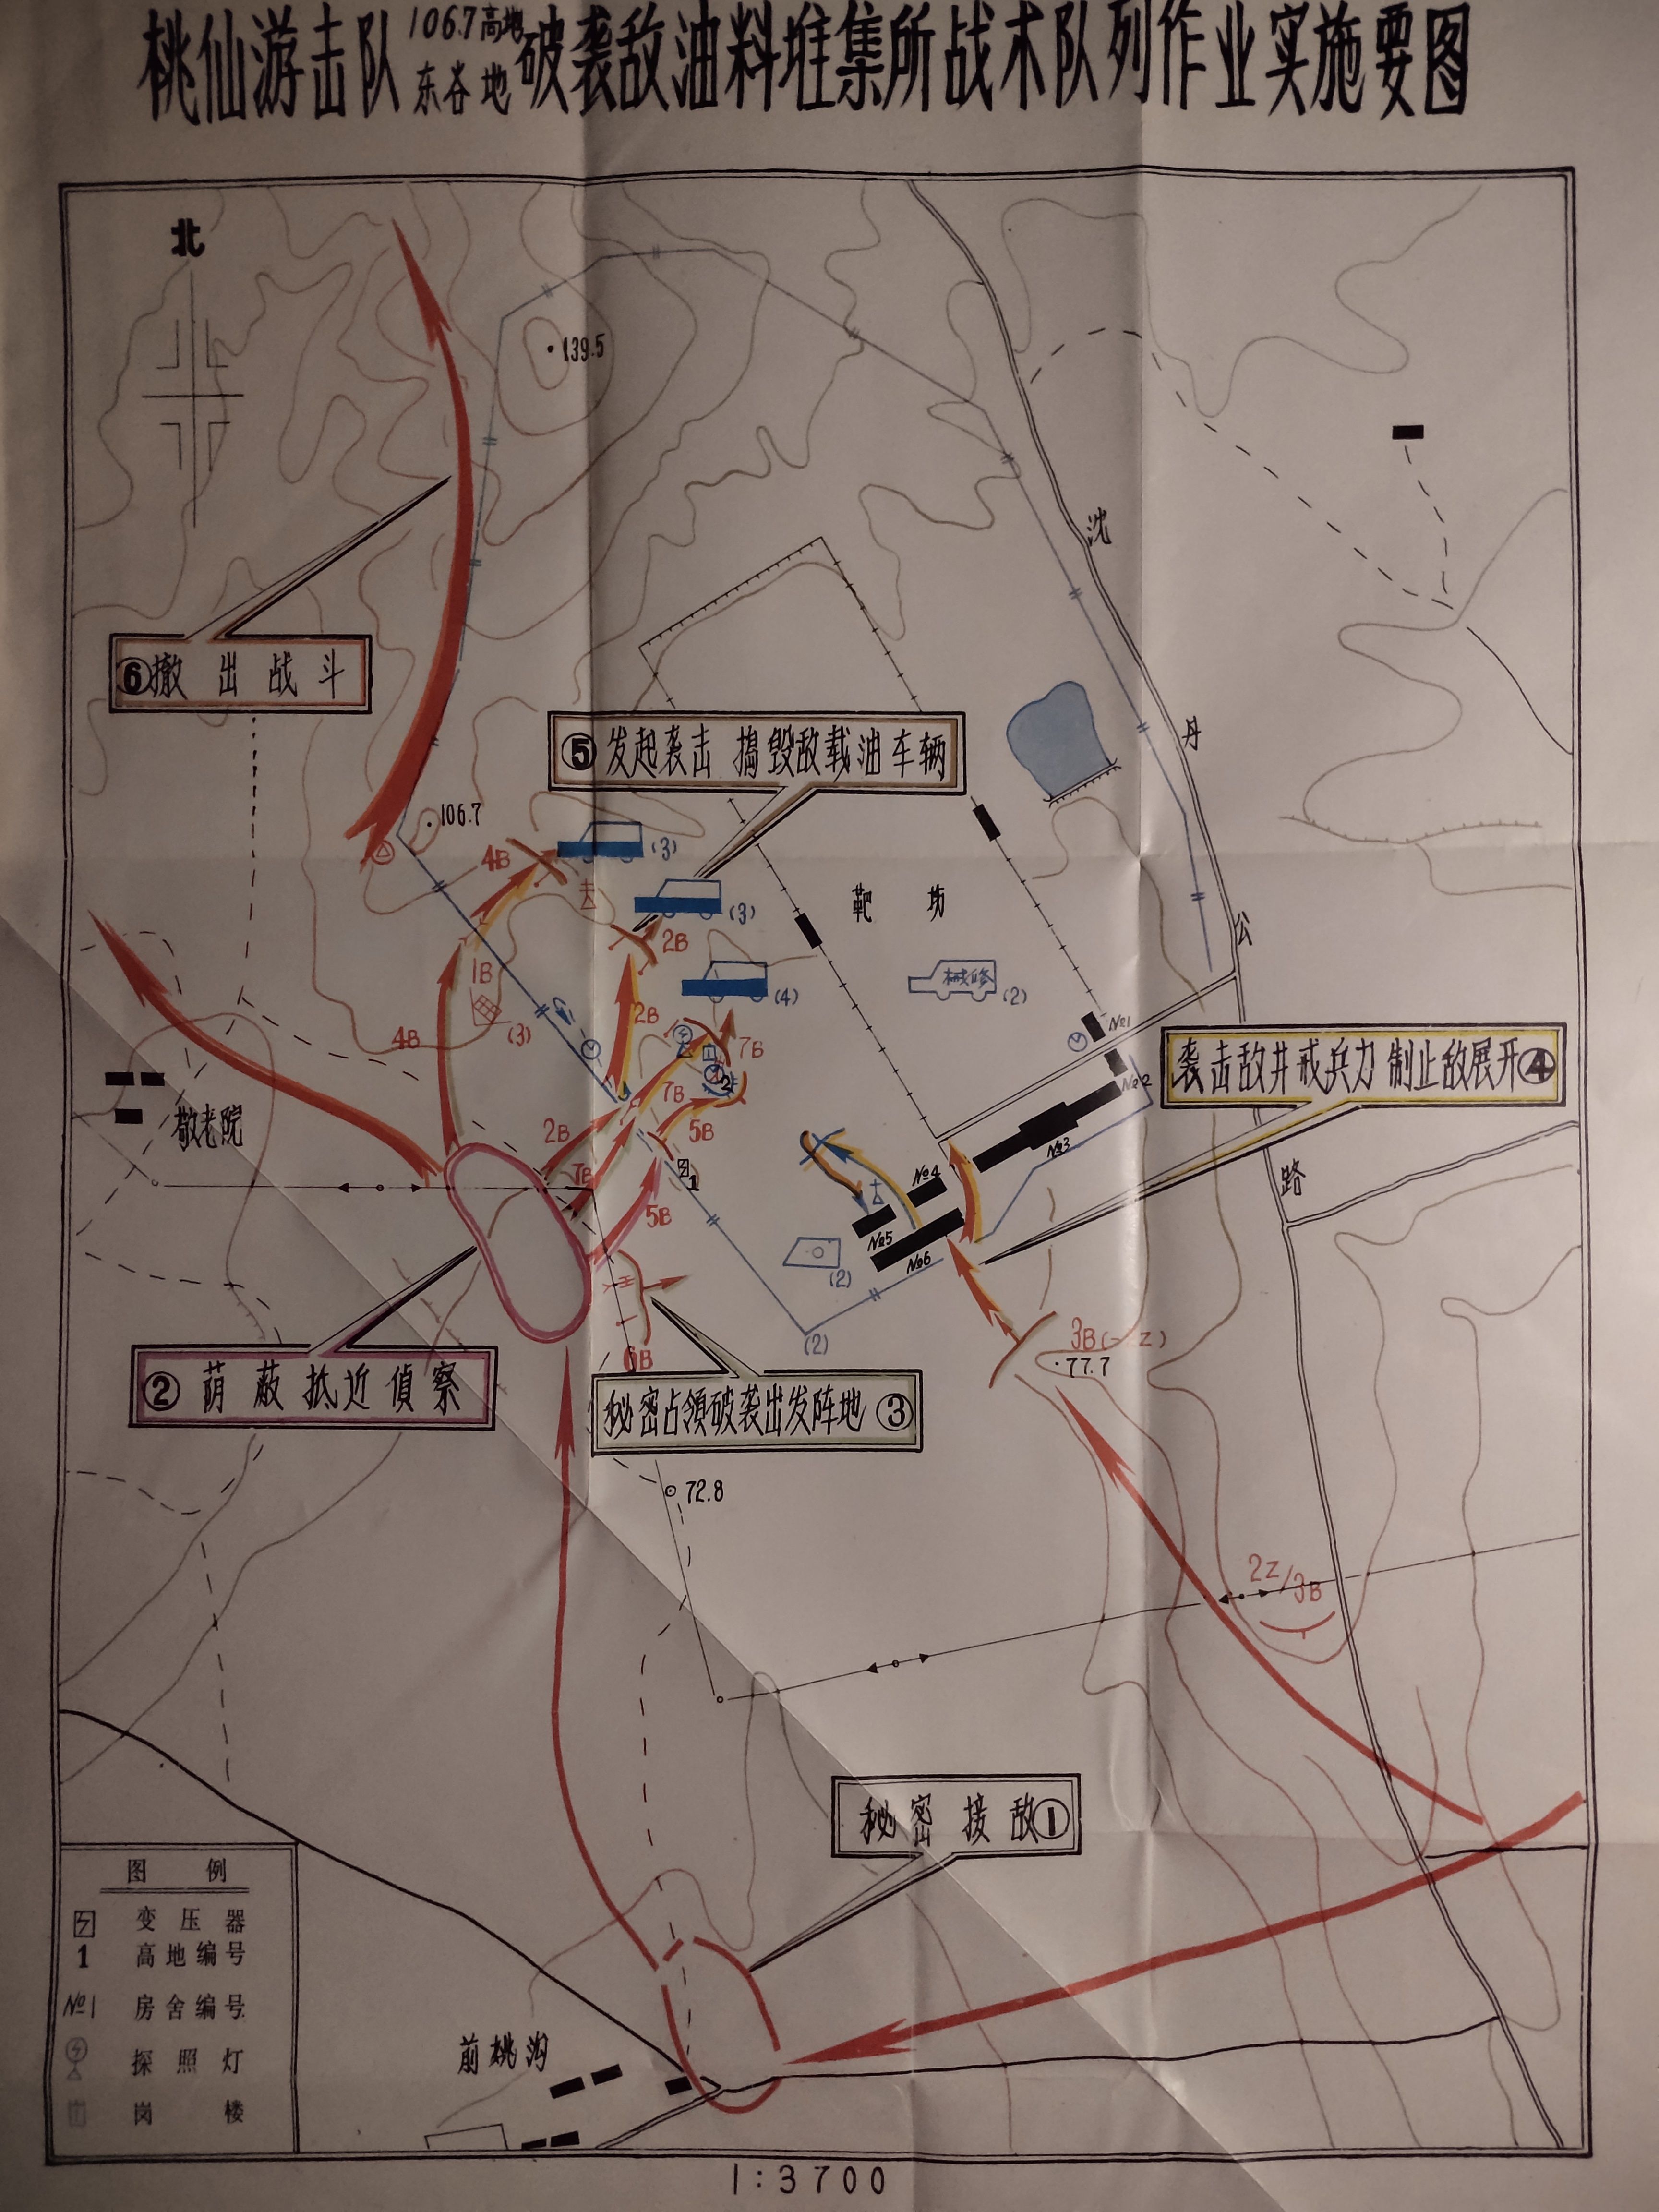 桃仙游击队106.7高地东谷地破袭敌油料堆集所战术队列作业实施要图
北
139.5
沈
⑥撤出战斗
丹
⑤发起袭击 捣毁敌载油车辆
106.7
4B
(3)
靶场
(3)
公
2B
1B
械修
(2)
(4)
(3)
2B
№1
4B
7B
№2
袭击敌井戒兵力 制止敌展开④
2
敬老院
7B
2B
5B
№3
7B
1
№4
路
5B
№5
№6
(2)
(2)
6B
3B(-2Z)
77.7
②荫蔽抵近偵察
秘密占領破袭出发阵地③
72.8
2Z/3B
秘密接敌①
图例
变压器
1 高地编号
№1 房舍编号
探照灯
岗楼
前桃沟
1:3700